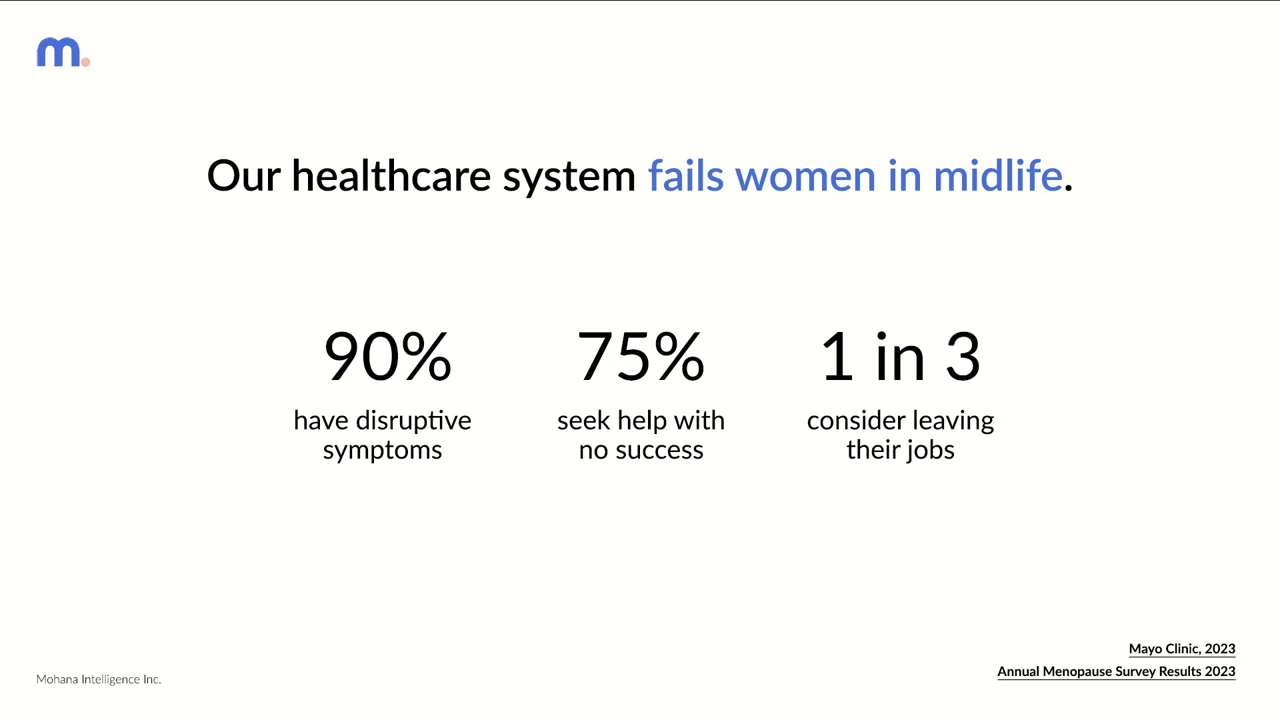 m.
Our healthcare system fails women in midlife.
90%
have disruptive
symptoms
75%
seek help with
no success
1 in 3
consider leaving
their jobs
Mayo Clinic, 2023
Annual Menopause Survey Results 2023
Mohana Intelligence Inc.